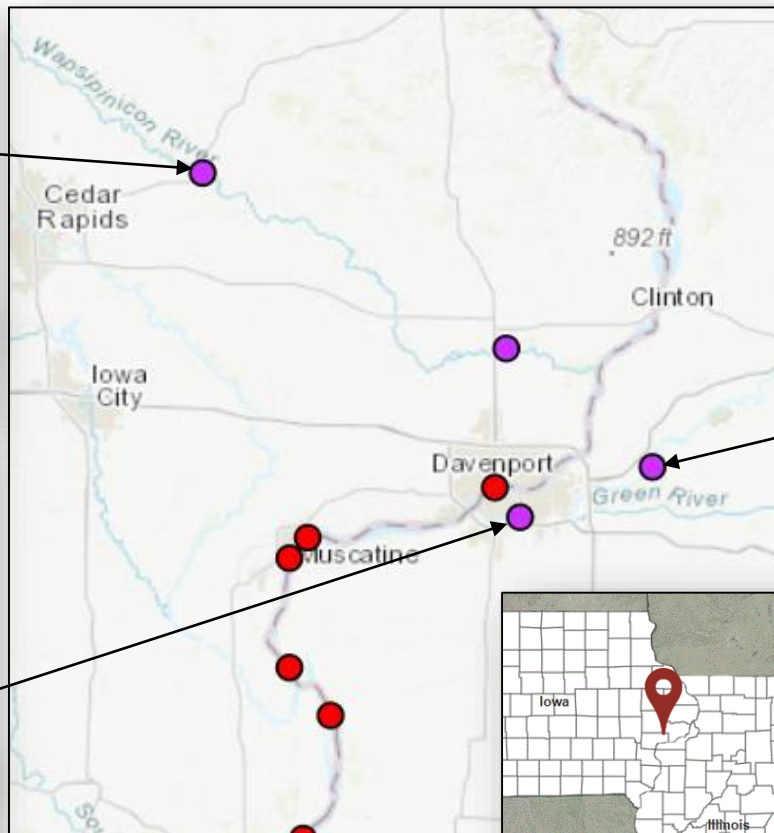 Wapsipinicon River
Cedar
Rapids
892 ft
Clinton
Iowa
City
Davenport
Green River
Muscatine
Iowa
Illinois